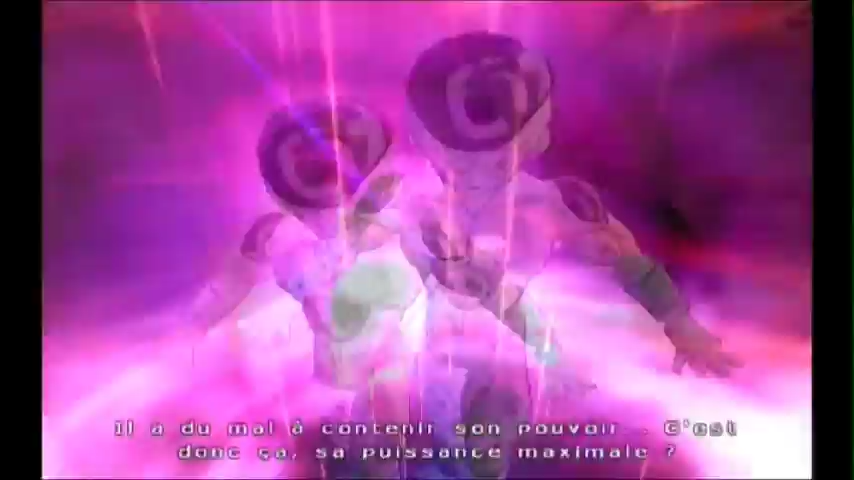 Il a du mal à contenir son pouvoir... C'est
donc ça, sa puissance maximale ?